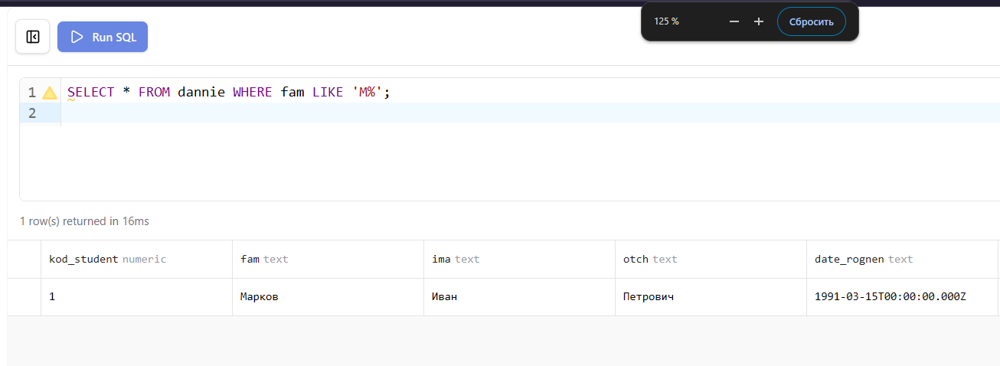 125 %
Сбросить
Run SQL
1 SELECT * FROM dannie WHERE fam LIKE 'М%';
2
1 row(s) returned in 16ms
kod_student numeric fam text ima text otch text date_rognen text
1 Марков Иван Петрович 1991-03-15T00:00:00.000Z